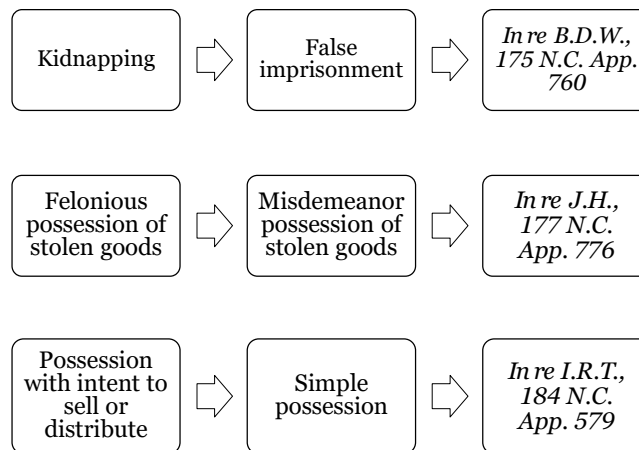 Kidnapping
False
imprisonment
In re B.D.W.,
175 N.C. App.
760
Felonious
possession of
stolen goods
Misdemeanor
possession of
stolen goods
In re J.H.,
177 N.C.
App. 776
Possession
with intent to
sell or
distribute
Simple
possession
In re I.R.T.,
184 N.C.
App. 579